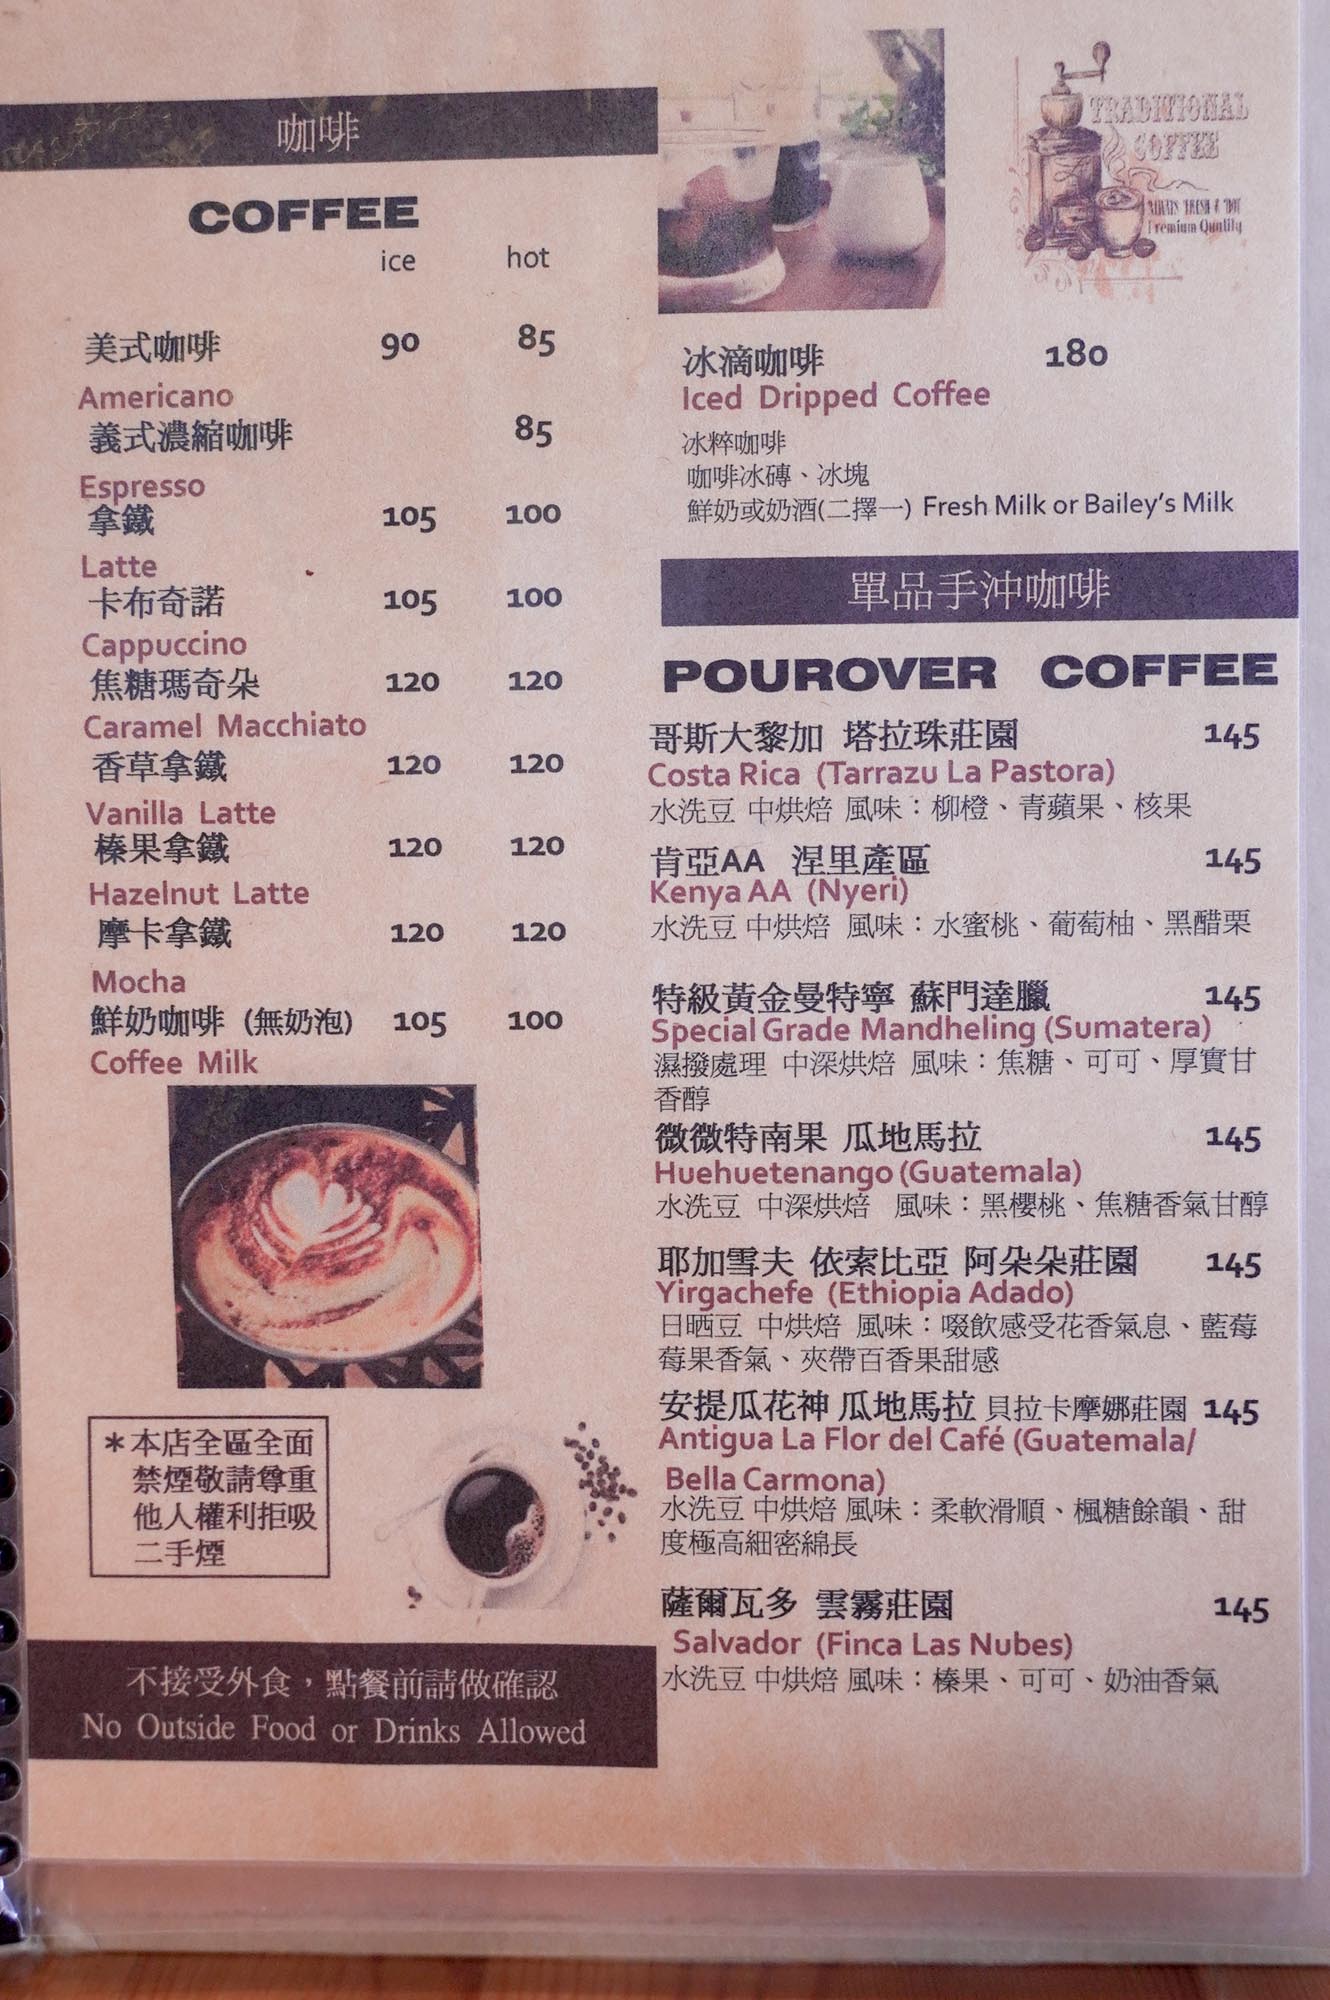 咖啡
COFFEE
ice hot
美式咖啡 90 85
Americano
義式濃縮咖啡 85
Espresso
拿鐵 105 100
Latte
卡布奇諾 105 100
Cappuccino
焦糖瑪奇朵 120 120
Caramel Macchiato
香草拿鐵 120 120
Vanilla Latte
榛果拿鐵 120 120
Hazelnut Latte
摩卡拿鐵 120 120
Mocha
鮮奶咖啡 (無奶泡) 105 100
Coffee Milk
*本店全區全面
禁煙敬請尊重
他人權利拒吸
二手煙
不接受外食，點餐前請做確認
No Outside Food or Drinks Allowed
TRADITIONAL
COFFEE
ALWAYS FRESH & HOT
Premium Quality
冰滴咖啡 180
Iced Dripped Coffee
冰粹咖啡
咖啡冰磚、冰塊
鮮奶或奶酒(二擇一) Fresh Milk or Bailey's Milk
單品手沖咖啡
POUROVER COFFEE
哥斯大黎加 塔拉珠莊園 145
Costa Rica (Tarrazu La Pastora)
水洗豆 中烘焙 風味：柳橙、青蘋果、核果
肯亞AA 涅里產區 145
Kenya AA (Nyeri)
水洗豆 中烘焙 風味：水蜜桃、葡萄柚、黑醋栗
特級黃金曼特寧 蘇門達臘 145
Special Grade Mandheling (Sumatera)
濕撥處理 中深烘焙 風味：焦糖、可可、厚實甘
香醇
薇薇特南果 瓜地馬拉 145
Huehuetenango (Guatemala)
水洗豆 中深烘焙 風味：黑櫻桃、焦糖香氣甘醇
耶加雪夫 依索比亞 阿朵朵莊園 145
Yirgachefe (Ethiopia Adado)
日晒豆 中烘焙 風味：啜飲感受花香氣息、藍莓
莓果香氣、夾帶百香果甜感
安提瓜花神 瓜地馬拉 貝拉卡摩娜莊園 145
Antigua La Flor del Café (Guatemala/
Bella Carmona)
水洗豆 中烘焙 風味：柔軟滑順、楓糖餘韻、甜
度極高細密綿長
薩爾瓦多 雲霧莊園 145
Salvador (Finca Las Nubes)
水洗豆 中烘焙 風味：榛果、可可、奶油香氣